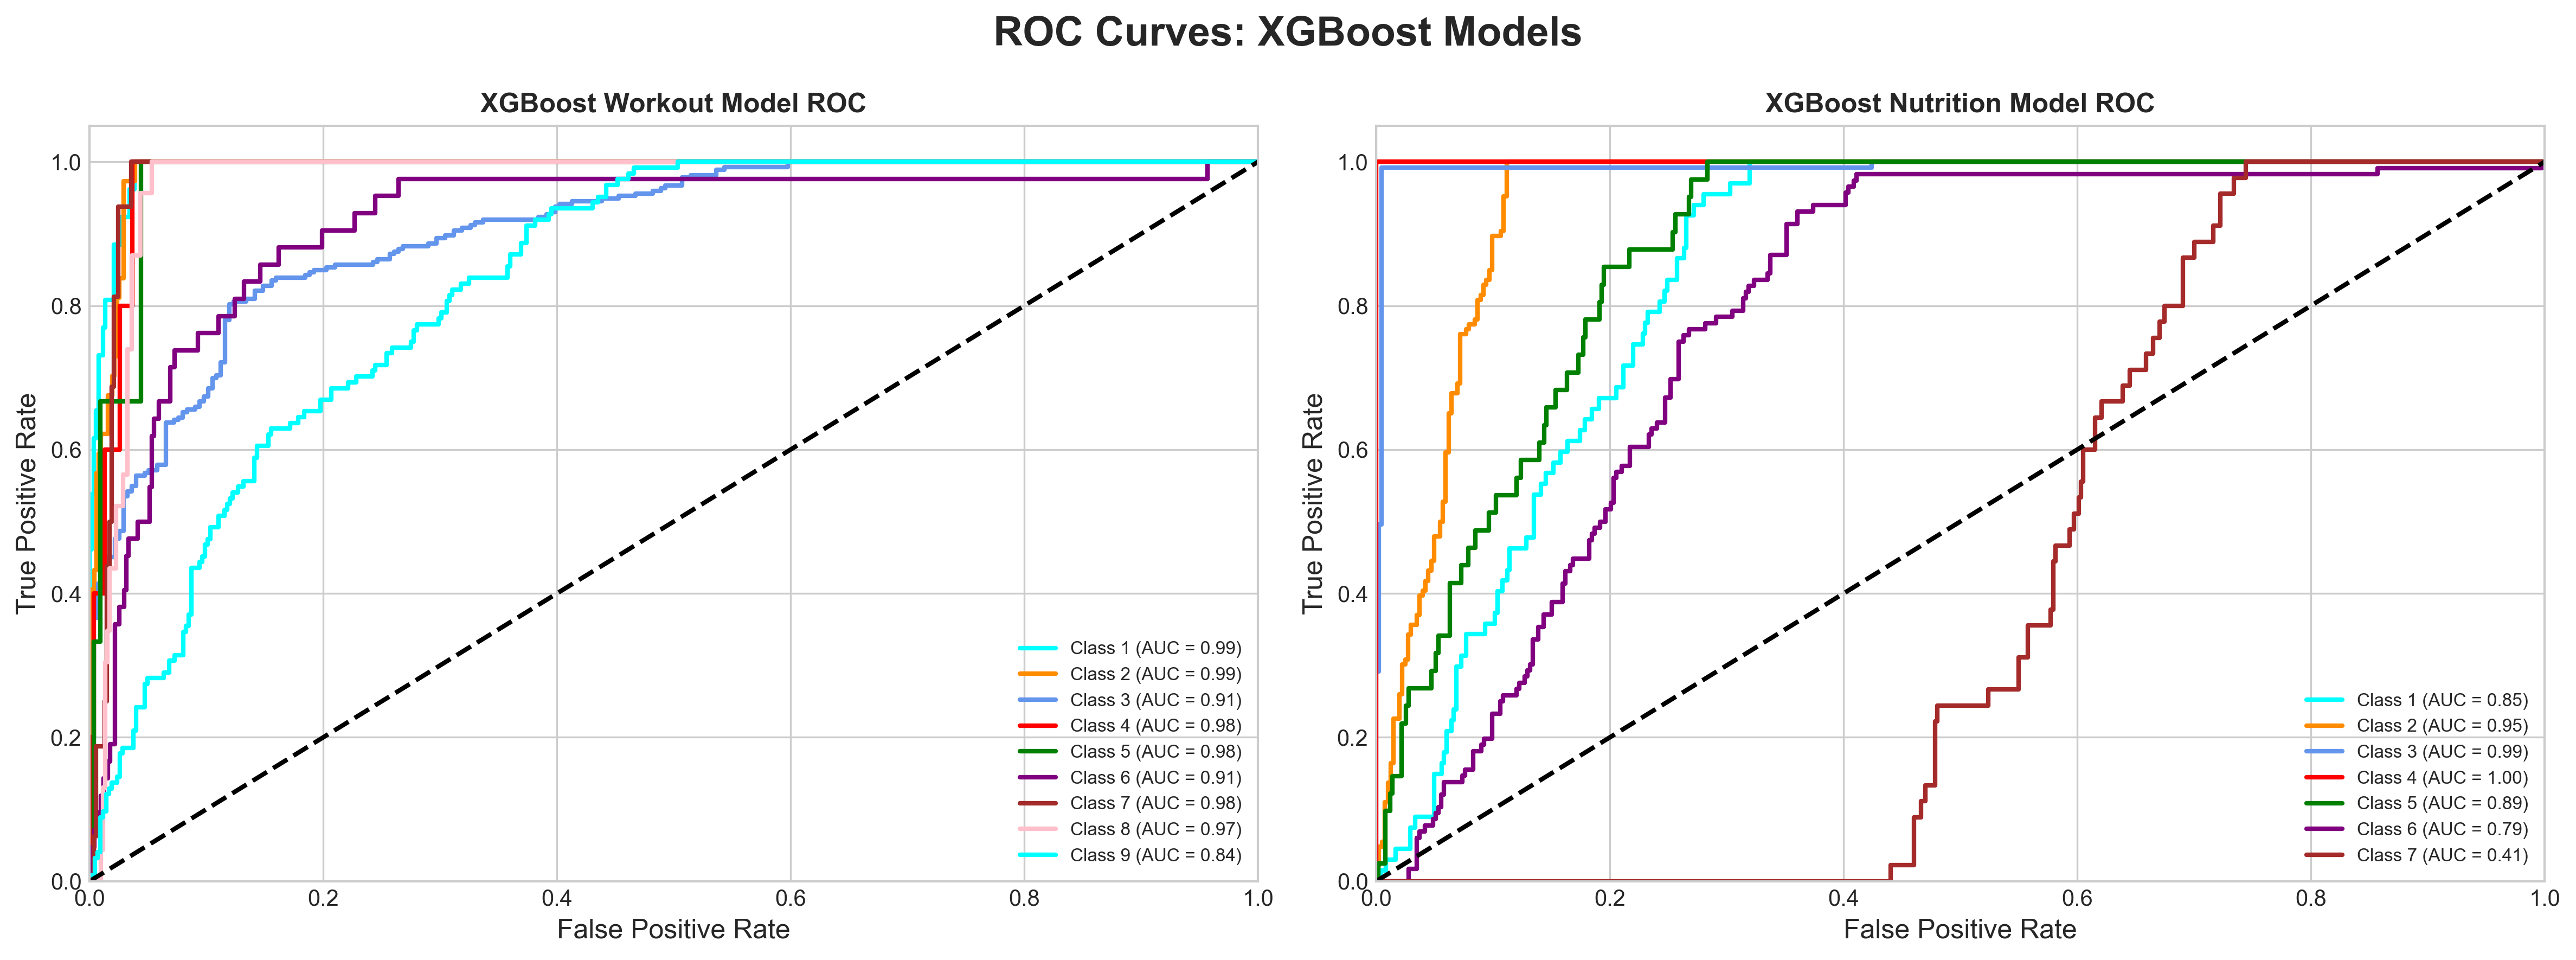 ROC Curves: XGBoost Models
XGBoost Workout Model ROC
True Positive Rate
1.0
0.8
0.6
0.4
0.2
0.0
0.0 0.2 0.4 0.6 0.8 1.0
False Positive Rate
Class 1 (AUC = 0.99)
Class 2 (AUC = 0.99)
Class 3 (AUC = 0.91)
Class 4 (AUC = 0.98)
Class 5 (AUC = 0.98)
Class 6 (AUC = 0.91)
Class 7 (AUC = 0.98)
Class 8 (AUC = 0.97)
Class 9 (AUC = 0.84)
XGBoost Nutrition Model ROC
True Positive Rate
1.0
0.8
0.6
0.4
0.2
0.0
0.0 0.2 0.4 0.6 0.8 1.0
False Positive Rate
Class 1 (AUC = 0.85)
Class 2 (AUC = 0.95)
Class 3 (AUC = 0.99)
Class 4 (AUC = 1.00)
Class 5 (AUC = 0.89)
Class 6 (AUC = 0.79)
Class 7 (AUC = 0.41)